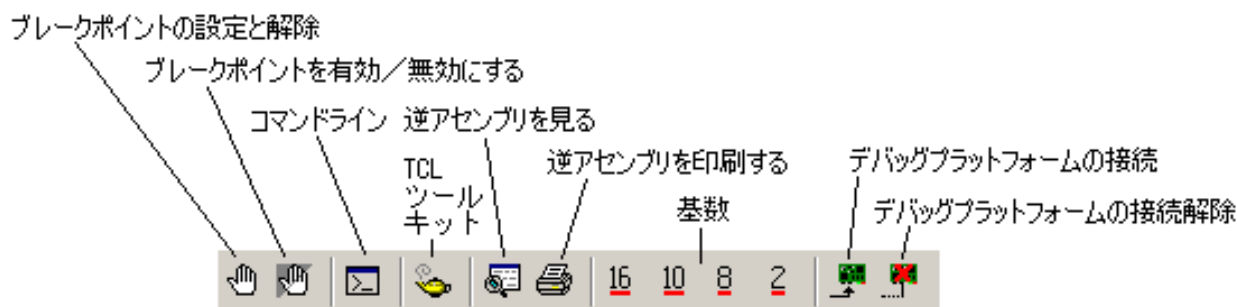 ブレークポイントの設定と解除
ブレークポイントを有効／無効にする
コマンドライン
逆アセンブリを見る
TCL
ツール
キット
逆アセンブリを印刷する
基数
デバッグプラットフォームの接続
デバッグプラットフォームの接続解除
16 10 8 2